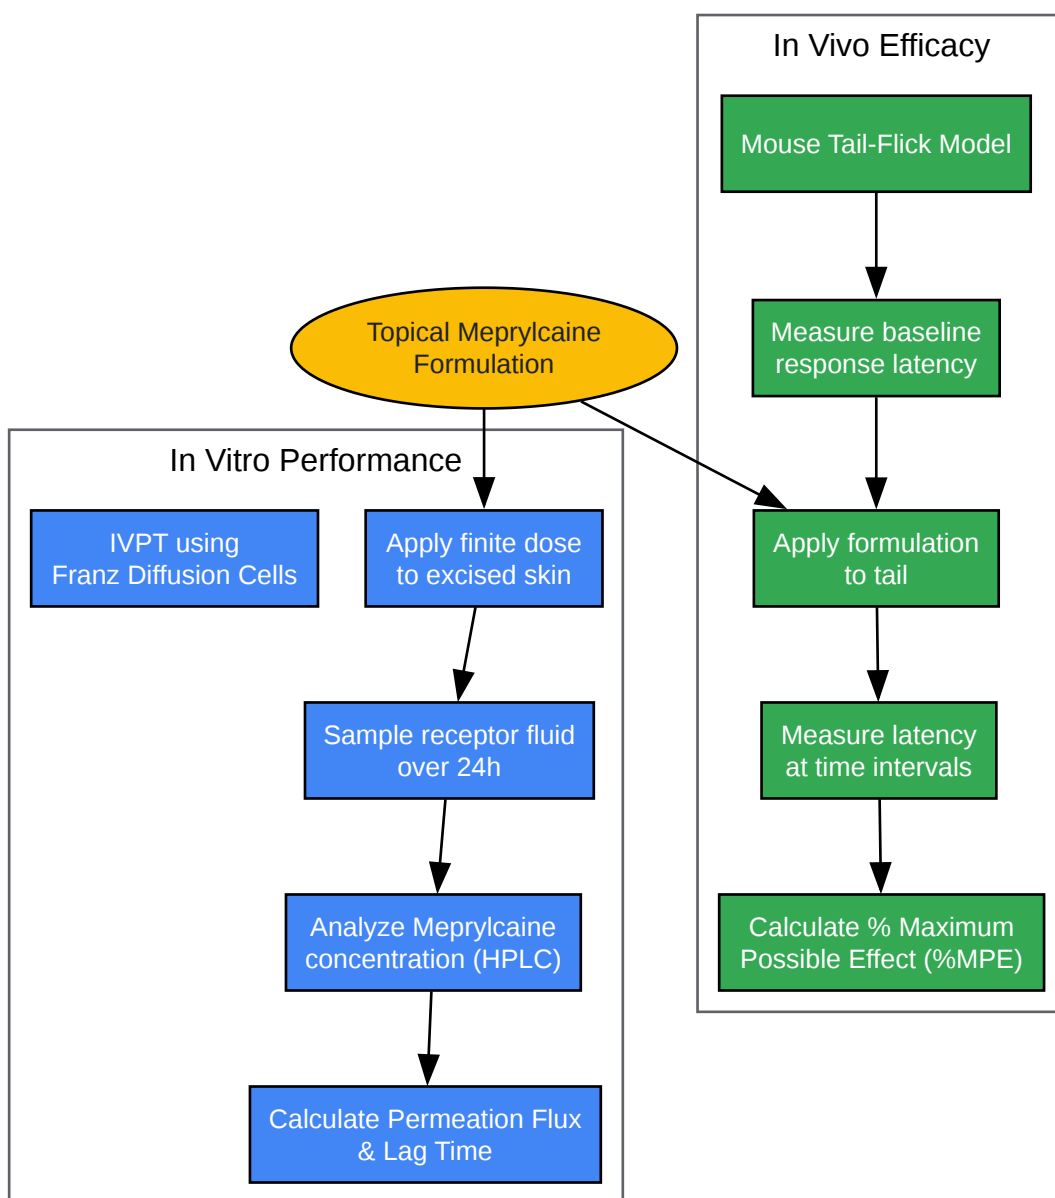 In Vivo Efficacy
Mouse Tail-Flick Model
Measure baseline
response latency
Topical Meprylcaine
Formulation
In Vitro Performance
IVPT using
Franz Diffusion Cells
Apply finite dose
to excised skin
Apply formulation
to tail
Sample receptor fluid
over 24h
Measure latency
at time intervals
Analyze Meprylcaine
concentration (HPLC)
Calculate % Maximum
Possible Effect (%MPE)
Calculate Permeation Flux
& Lag Time